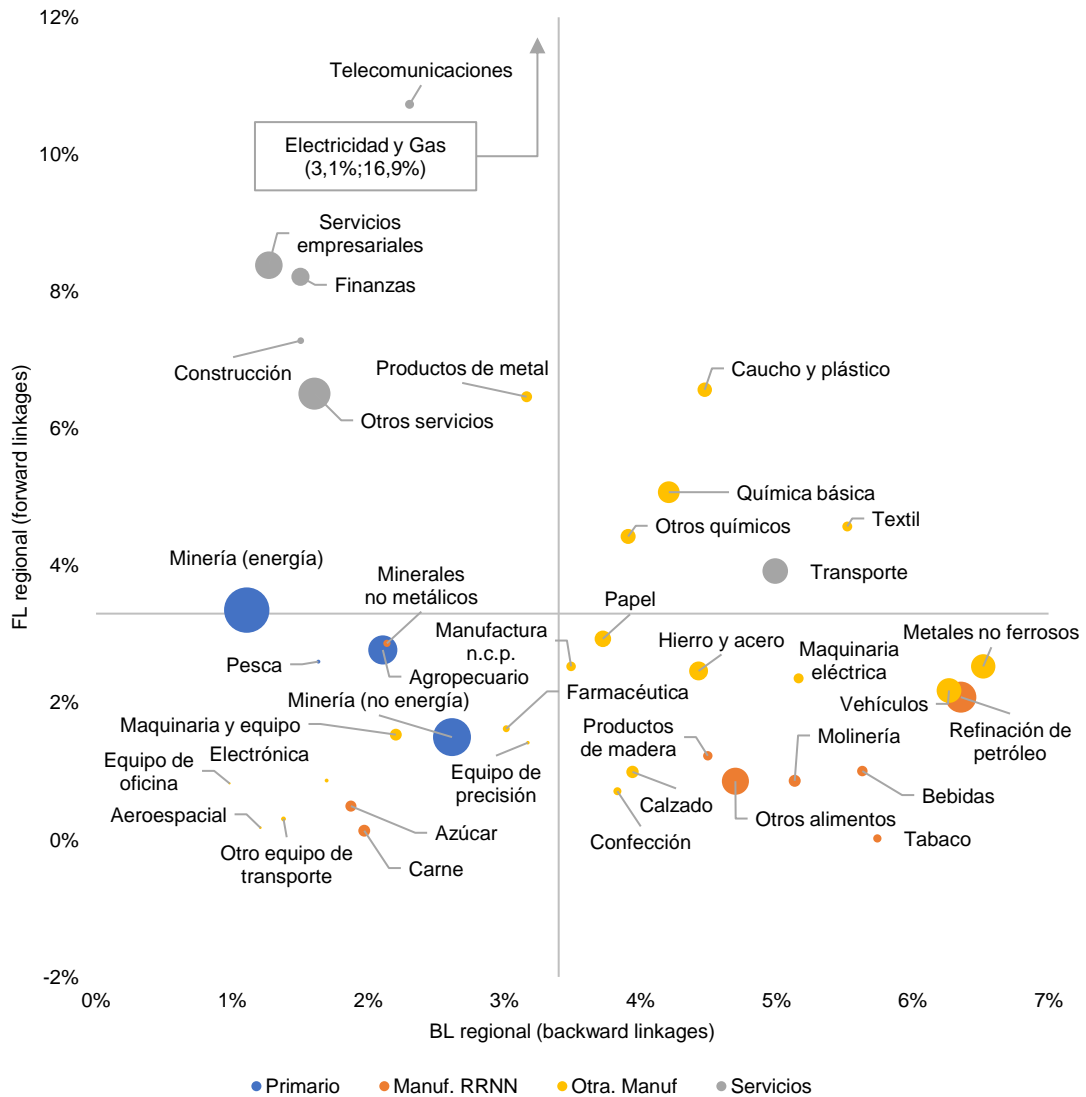 12%
10%
8%
6%
4%
2%
0%
-2%
FL regional (forward linkages)
Telecomunicaciones
Electricidad y Gas
(3,1%;16,9%)
Servicios
empresariales
Finanzas
Construcción
Otros servicios
Productos de metal
Caucho y plástico
Química básica
Otros químicos
Textil
Transporte
Minería (energía)
Minerales
no metálicos
Pesca
Agropecuario
Manufactura
n.c.p.
Papel
Hierro y acero
Maquinaria
eléctrica
Metales no ferrosos
Minería (no energía)
Farmacéutica
Vehículos
Refinación de
petróleo
Maquinaria y equipo
Electrónica
Equipo de
oficina
Aeroespacial
Otro equipo de
transporte
Azúcar
Carne
Equipo de
precisión
Productos
de madera
Molinería
Calzado
Confección
Otros alimentos
Bebidas
Tabaco
0%
1%
2%
3%
4%
5%
6%
7%
BL regional (backward linkages)
Primario
Manuf. RRNN
Otra. Manuf
Servicios